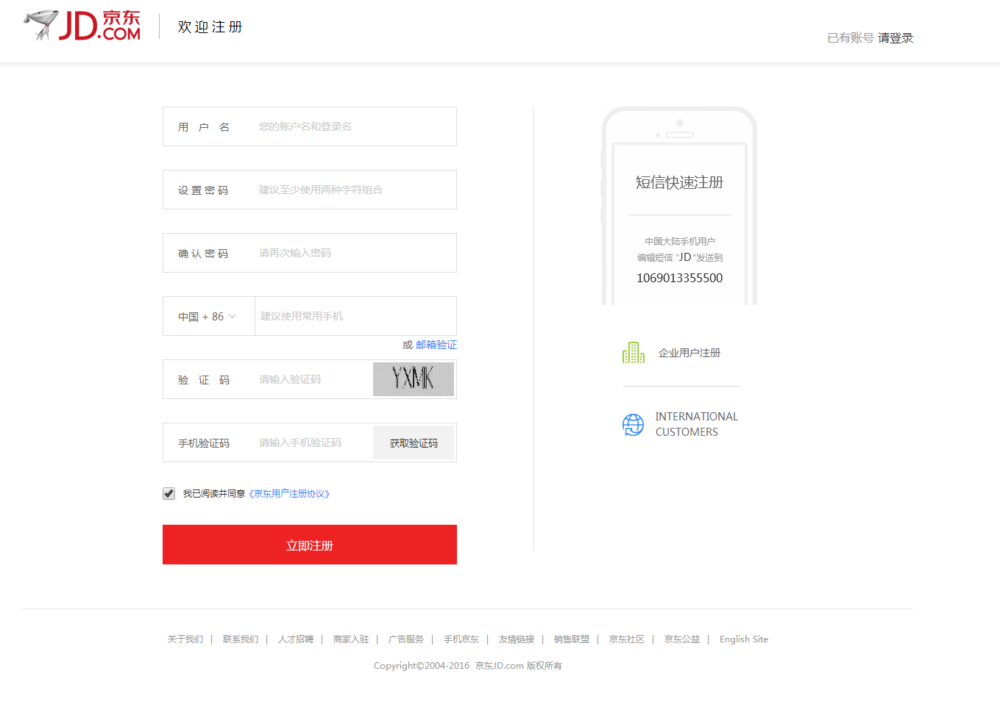 JD.COM 京东
欢迎注册
已有账号 请登录
用 户 名 您的账户名和登录名
设 置 密 码 建议至少使用两种字符组合
确 认 密 码 请再次输入密码
中国 + 86 建议使用常用手机
或 邮箱验证
验 证 码 请输入验证码 YXMK
手机验证码 请输入手机验证码 获取验证码
我已阅读并同意《京东用户注册协议》
立即注册
短信快速注册
中国大陆手机用户
编辑短信 “JD“发送到
1069013355500
企业用户注册
INTERNATIONAL
CUSTOMERS
关于我们 | 联系我们 | 人才招聘 | 商家入驻 | 广告服务 | 手机京东 | 友情链接 | 销售联盟 | 京东社区 | 京东公益 | English Site
Copyright©2004-2016 京东JD.com 版权所有